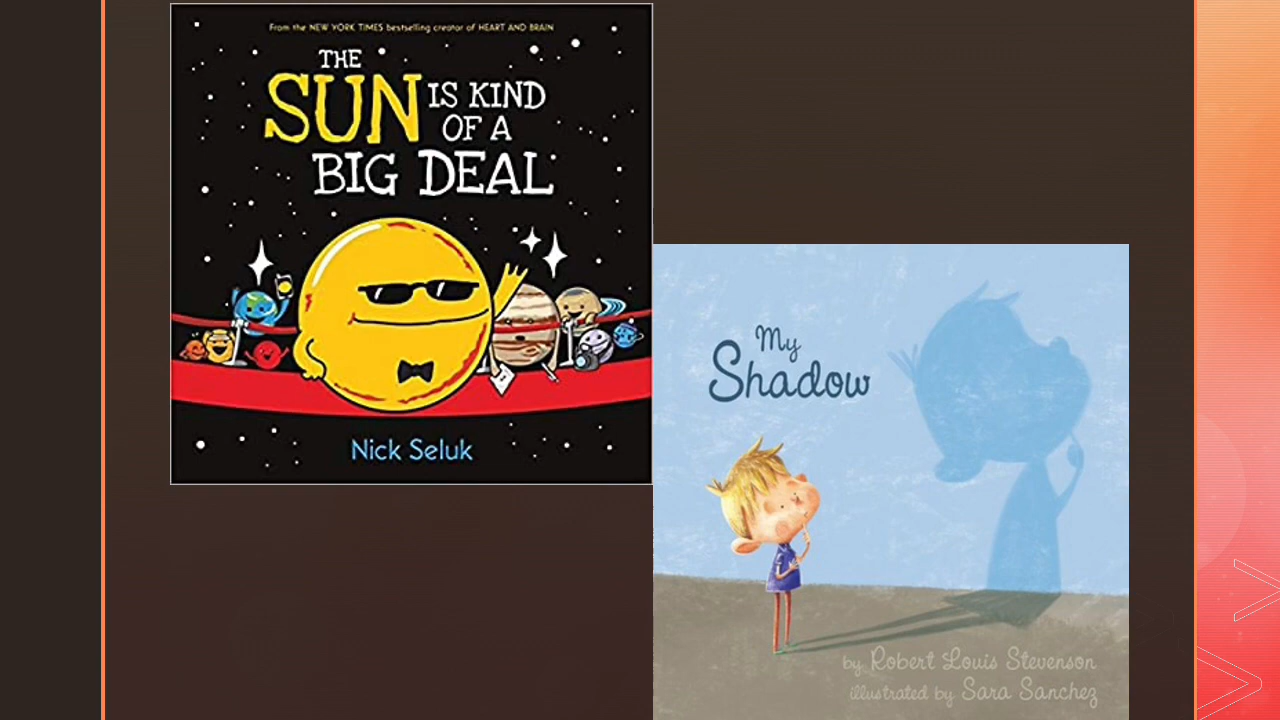 From the NEW YORK TIMES bestselling creator of HEART AND BRAIN
THE
SUN IS KIND
OF A
BIG DEAL
Nick Seluk
My
Shadow
by Robert Louis Stevenson
illustrated by Sara Sanchez